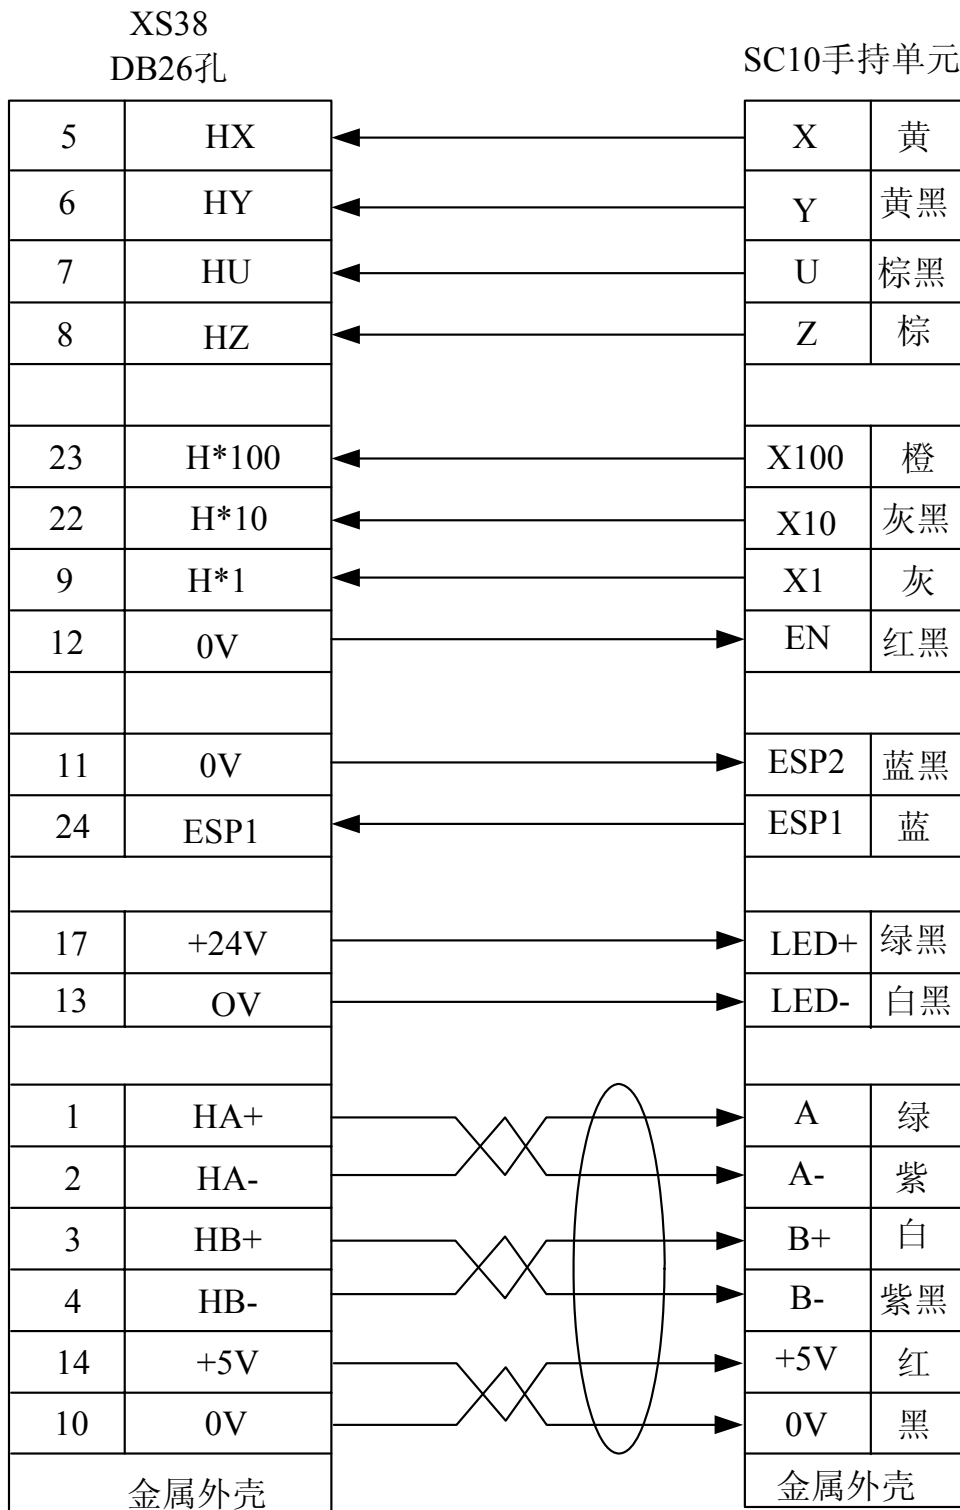 XS38
DB26孔
SC10手持单元
5 HX X 黄
6 HY Y 黄黑
7 HU U 棕黑
8 HZ Z 棕
23 H*100 X100 橙
22 H*10 X10 灰黑
9 H*1 X1 灰
12 0V EN 红黑
11 0V ESP2 蓝黑
24 ESP1 ESP1 蓝
17 +24V LED+ 绿黑
13 OV LED- 白黑
1 HA+ A 绿
2 HA- A- 紫
3 HB+ B+ 白
4 HB- B- 紫黑
14 +5V +5V 红
10 0V 0V 黑
金属外壳 金属外壳